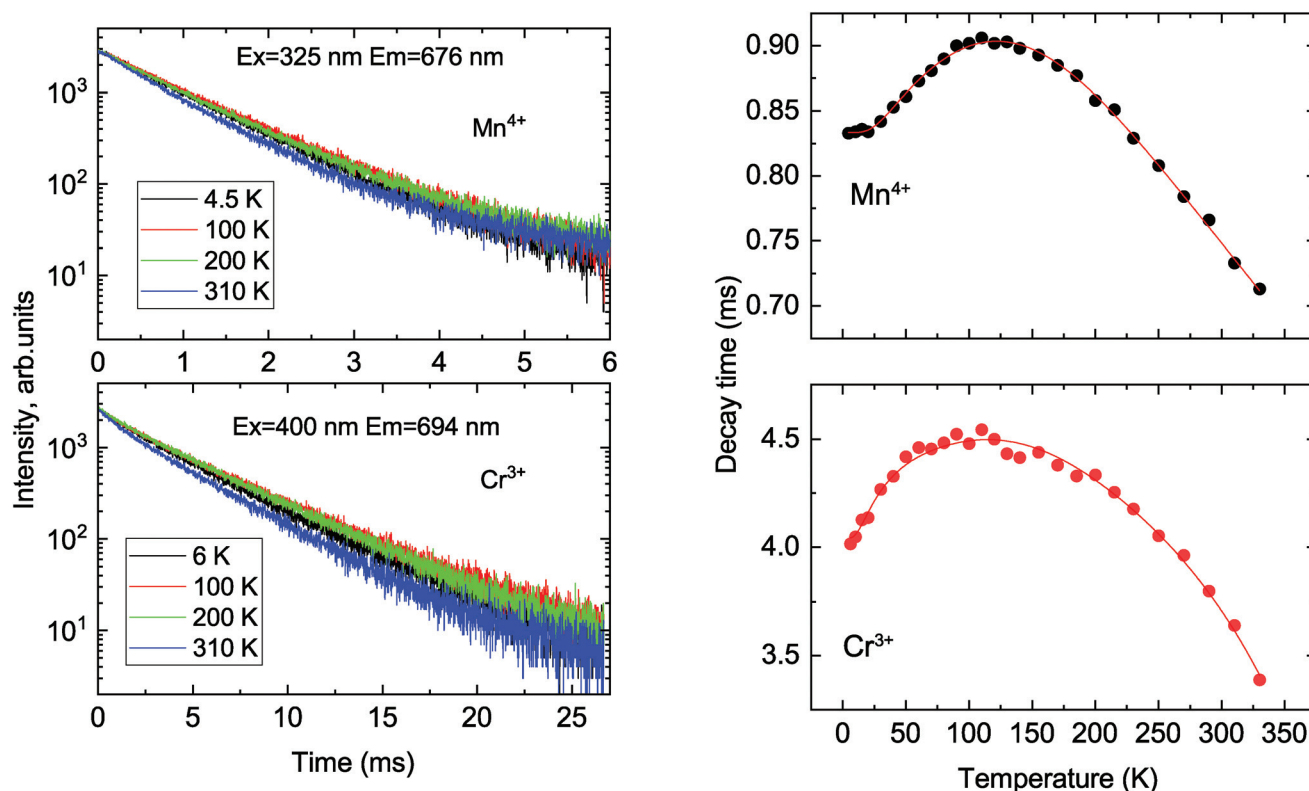 Ex=325 nm Em=676 nm
Mn4+
4.5 K
100 K
200 K
310 K
10³
10²
10¹
0 1 2 3 4 5 6
Intensity, arb.units
Ex=400 nm Em=694 nm
Cr3+
6 K
100 K
200 K
310 K
10³
10²
10¹
0 5 10 15 20 25
Time (ms)
0.90
0.85
0.80
0.75
0.70
Mn4+
Decay time (ms)
4.5
4.0
3.5
Cr3+
0 50 100 150 200 250 300 350
Temperature (K)